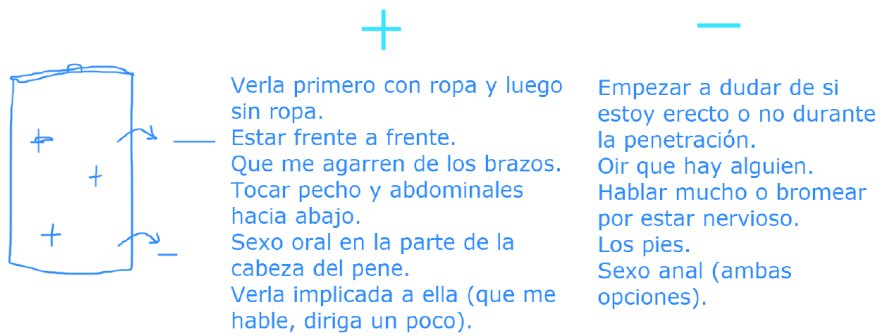 +
−
Verla primero con ropa y luego
sin ropa.
Estar frente a frente.
Que me agarren de los brazos.
Tocar pecho y abdominales
hacia abajo.
Sexo oral en la parte de la
cabeza del pene.
Verla implicada a ella (que me
hable, diriga un poco).
Empezar a dudar de si
estoy erecto o no durante
la penetración.
Oir que hay alguien.
Hablar mucho o bromear
por estar nervioso.
Los pies.
Sexo anal (ambas
opciones).
+
−
+
+
−